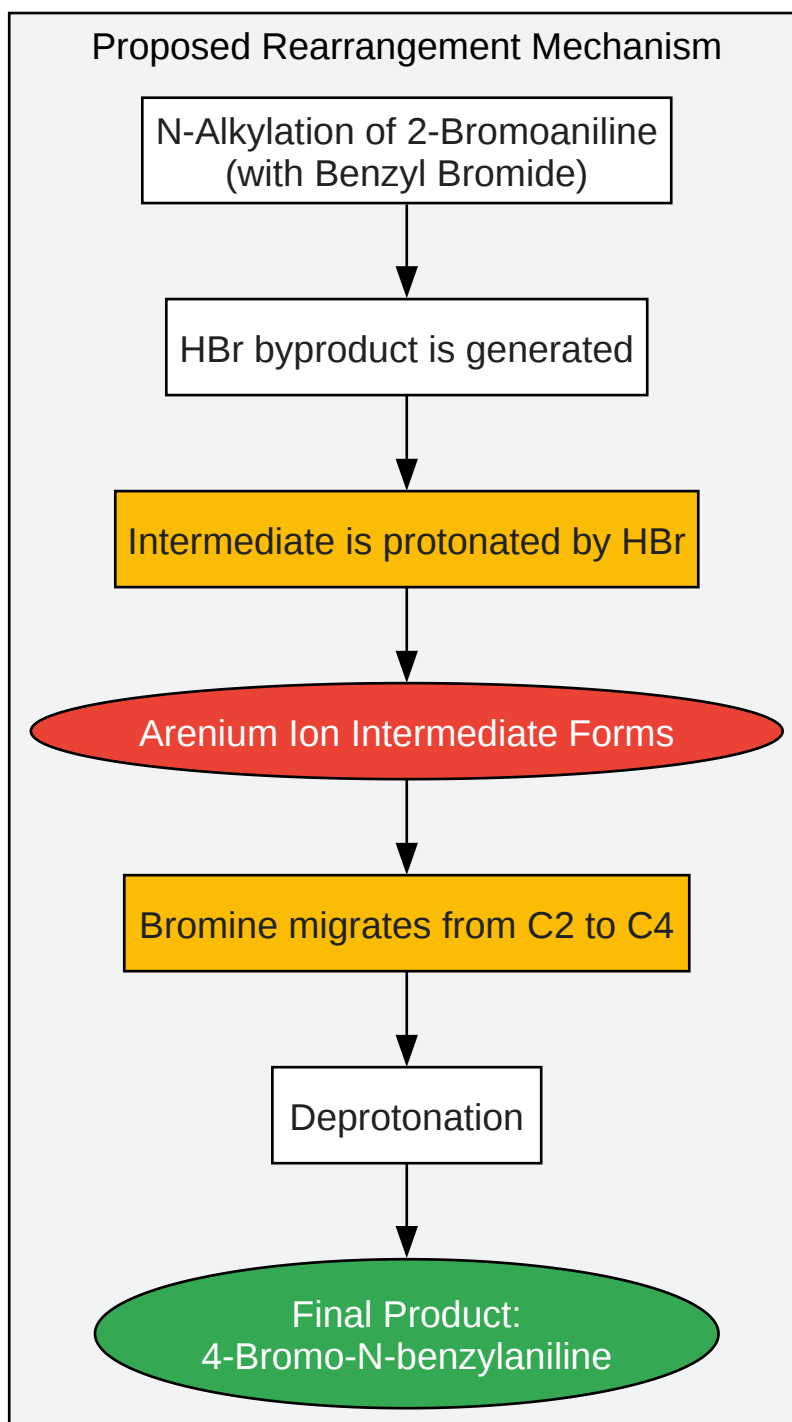 Proposed Rearrangement Mechanism
N-Alkylation of 2-Bromoaniline
(with Benzyl Bromide)
HBr byproduct is generated
Intermediate is protonated by HBr
Arenium Ion Intermediate Forms
Bromine migrates from C2 to C4
Deprotonation
Final Product:
4-Bromo-N-benzylaniline